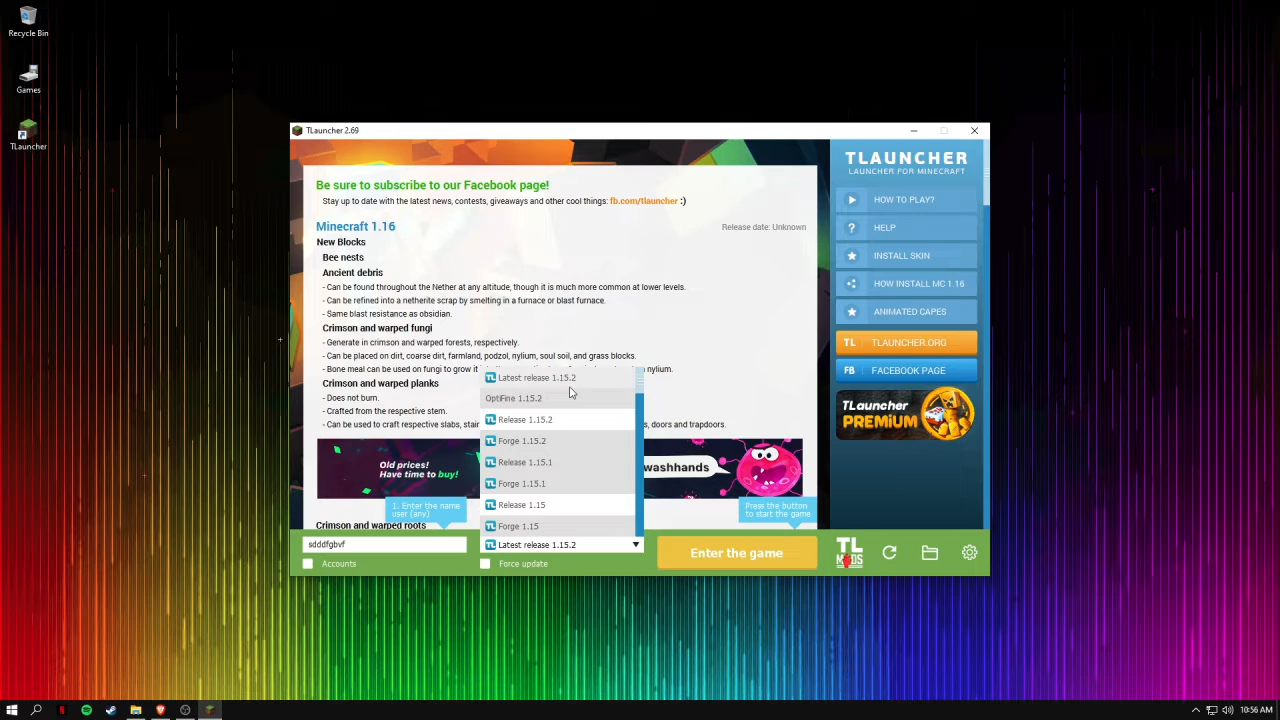 Recycle Bin
Games
TLauncher
TLauncher 2.69
Be sure to subscribe to our Facebook page!
Stay up to date with the latest news, contests, giveaways and other cool things: fb.com/tlauncher :)
Minecraft 1.16
Release date: Unknown
New Blocks
Bee nests
Ancient debris
- Can be found throughout the Nether at any altitude, though it is much more common at lower levels.
- Can be refined into a netherite scrap by smelting in a furnace or blast furnace.
- Same blast resistance as obsidian.
Crimson and warped fungi
- Generate in crimson and warped forests, respectively.
- Can be placed on dirt, coarse dirt, farmland, podzol, nylium, soul soil, and grass blocks.
- Bone meal can be used on fungi to grow nylium.
Crimson and warped planks
- Does not burn.
- Crafted from the respective stem.
- Can be used to craft respective slabs, doors and trapdoors.
Old prices!
Have time to buy!
washhands
Crimson and warped roots
1. Enter the name
user (any)
Press the button
to start the game
TL Latest release 1.15.2
OptiFine 1.15.2
TL Release 1.15.2
TL Forge 1.15.2
TL Release 1.15.1
TL Forge 1.15.1
TL Release 1.15
TL Forge 1.15
sdddfgbvf
TL Latest release 1.15.2
Enter the game
TL
MODS
Accounts
Force update
TLAUNCHER
LAUNCHER FOR MINECRAFT
HOW TO PLAY?
? HELP
INSTALL SKIN
HOW INSTALL MC 1.16
ANIMATED CAPES
TL TLAUNCHER.ORG
FB FACEBOOK PAGE
TLauncher
PREMIUM
10:56 AM